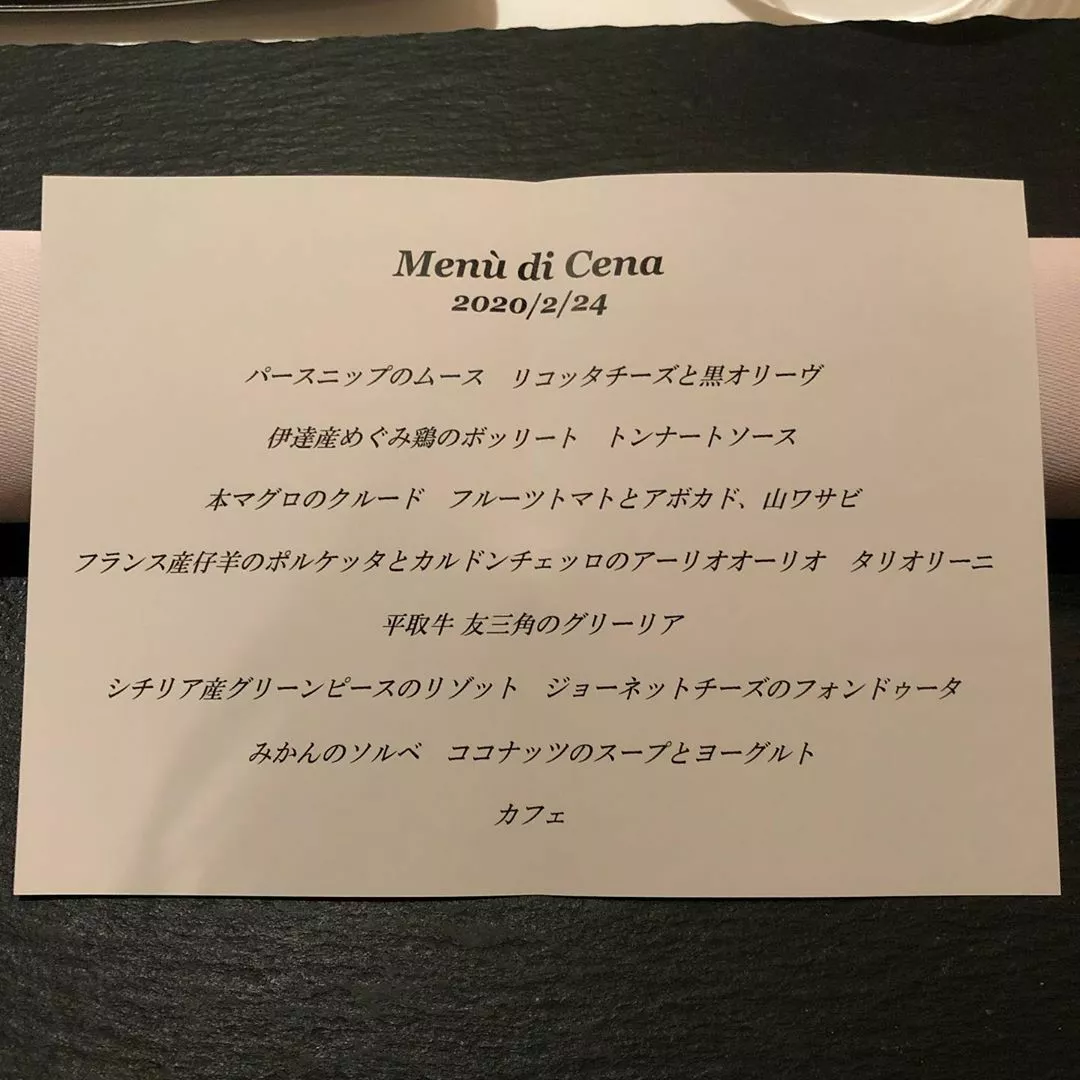 Menù di Cena
2020/2/24
パースニップのムース　リコッタチーズと黒オリーヴ
伊達産めぐみ鶏のボッリート　トンナートソース
本マグロのクルード　フルーツトマトとアボカド、山ワサビ
フランス産仔羊のポルケッタとカルドンチェッロのアーリオオーリオ　タリオリーニ
平取牛 友三角のグリーリア
シチリア産グリーンピースのリゾット　ジョーネットチーズのフォンドゥータ
みかんのソルベ　ココナッツのスープとヨーグルト
カフェ